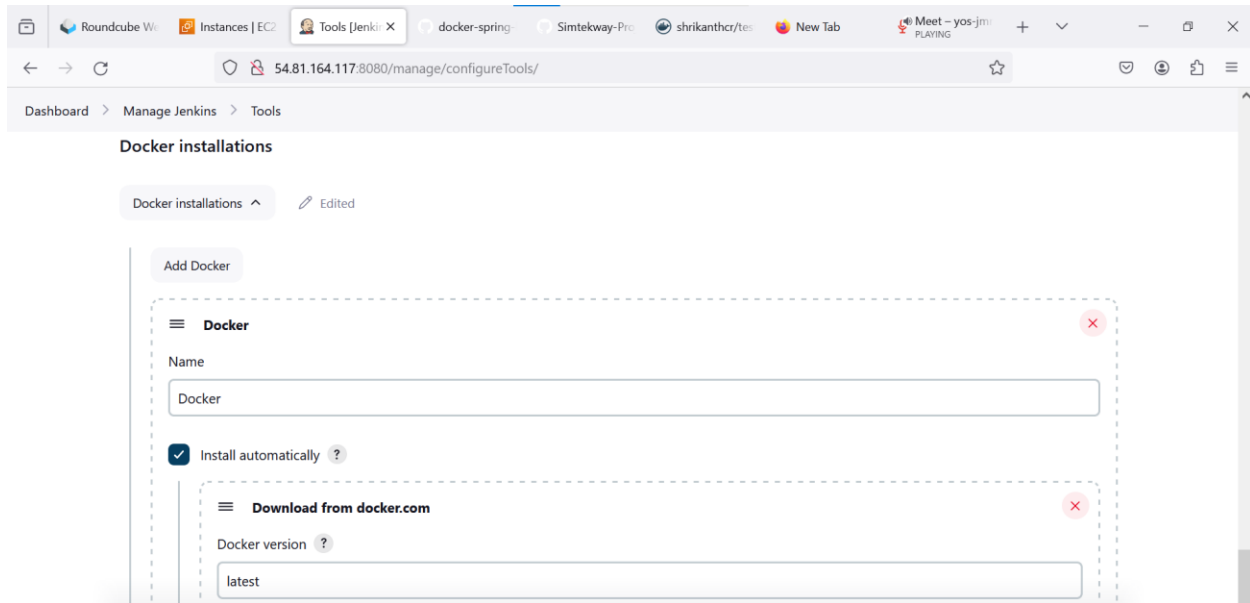 Roundcube We Instances | EC2 Tools [Jenkin docker-spring- Simtekway-Pro shrikanthcr/tes New Tab Meet – yos-jm
PLAYING
54.81.164.117:8080/manage/configureTools/
Dashboard > Manage Jenkins > Tools
Docker installations
Docker installations Edited
Add Docker
Docker
Name
Docker
Install automatically ?
Download from docker.com
Docker version ?
latest